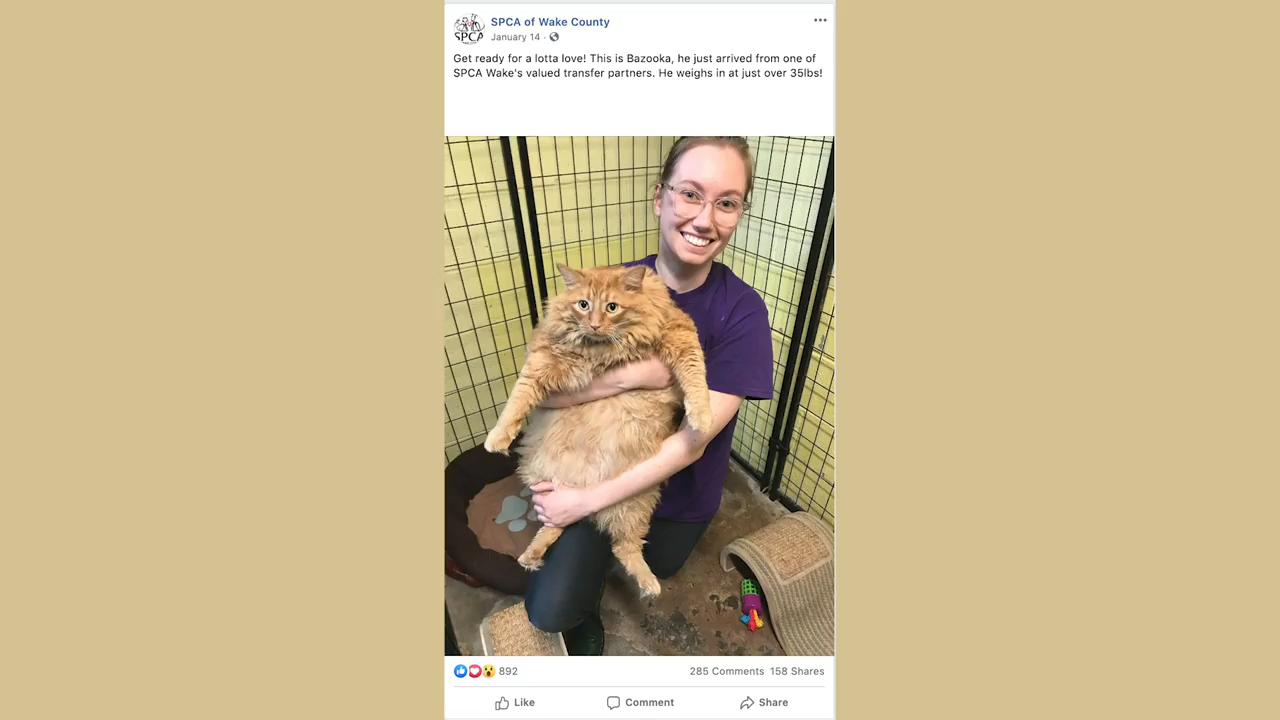 SPCA
SPCA of Wake County
January 14 ·
Get ready for a lotta love! This is Bazooka, he just arrived from one of
SPCA Wake's valued transfer partners. He weighs in at just over 35lbs!
892
285 Comments 158 Shares
Like
Comment
Share